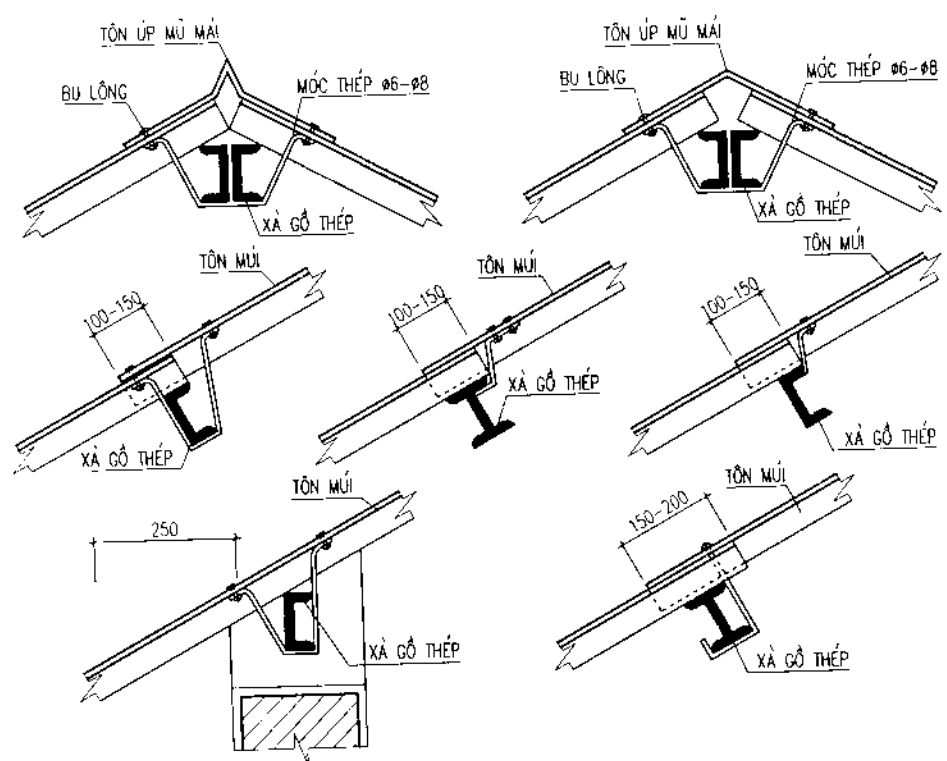 TÔN ÚP MŨ MÁI
BU LÔNG
MÓC THÉP ø6-ø8
XÀ GỒ THÉP
TÔN ÚP MŨ MÁI
BU LÔNG
MÓC THÉP ø6-ø8
XÀ GỒ THÉP
TÔN MÚI
100-150
XÀ GỒ THÉP
TÔN MÚI
100-150
XÀ GỒ THÉP
TÔN MÚI
100-150
XÀ GỒ THÉP
TÔN MÚI
250
XÀ GỒ THÉP
TÔN MÚI
150-200
XÀ GỒ THÉP